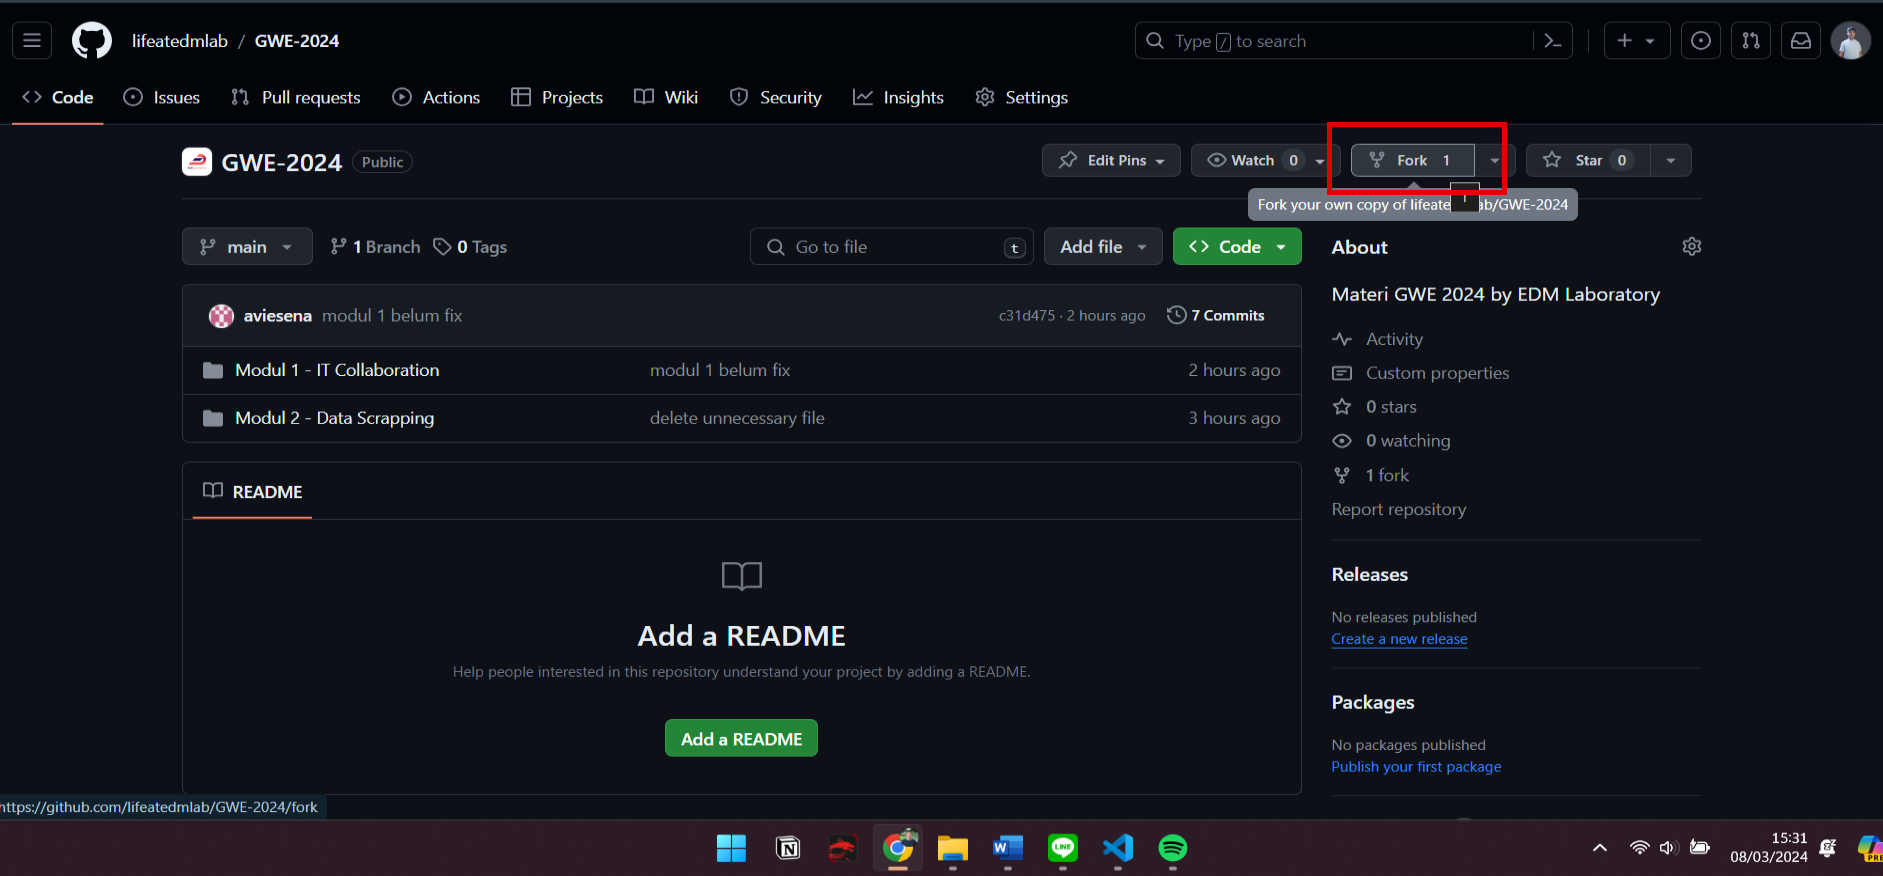 lifeatedmlab / GWE-2024
Type / to search
Code Issues Pull requests Actions Projects Wiki Security Insights Settings
GWE-2024 Public
Edit Pins Watch 0 Fork 1 Star 0
Fork your own copy of lifeate ab/GWE-2024
main 1 Branch 0 Tags Go to file t Add file Code
aviesena modul 1 belum fix c31d475 · 2 hours ago 7 Commits
Modul 1 - IT Collaboration modul 1 belum fix 2 hours ago
Modul 2 - Data Scrapping delete unnecessary file 3 hours ago
README
Add a README
Help people interested in this repository understand your project by adding a README.
Add a README
About
Materi GWE 2024 by EDM Laboratory
Activity
Custom properties
0 stars
0 watching
1 fork
Report repository
Releases
No releases published
Create a new release
Packages
No packages published
Publish your first package
https://github.com/lifeatedmlab/GWE-2024/fork
W
LINE
15:31
08/03/2024
PRE